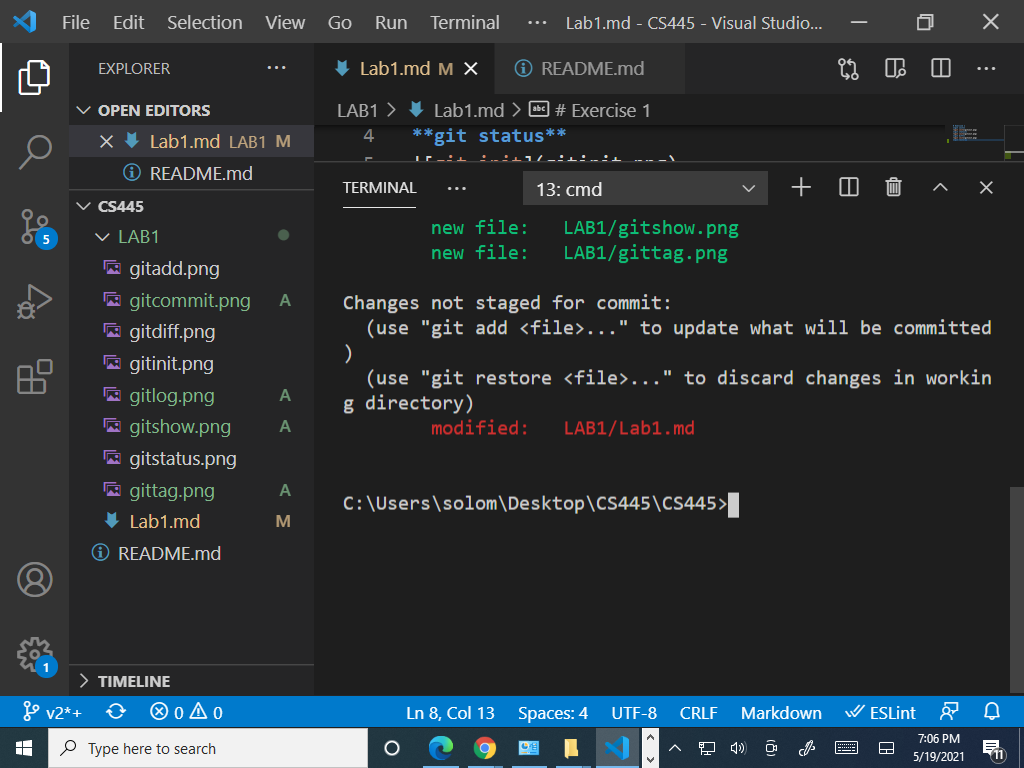 File Edit Selection View Go Run Terminal ··· Lab1.md - CS445 - Visual Studio...
EXPLORER ···
Lab1.md M README.md
OPEN EDITORS
Lab1.md LAB1 M
README.md
CS445
LAB1
gitadd.png
gitcommit.png A
gitdiff.png
gitinit.png
gitlog.png A
gitshow.png A
gitstatus.png
gittag.png A
Lab1.md M
README.md
TIMELINE
5
1
LAB1 > Lab1.md > abc # Exercise 1
4 **git status**
5 ![git init](gitinit.png)
TERMINAL ··· 13: cmd
new file: LAB1/gitshow.png
new file: LAB1/gittag.png
Changes not staged for commit:
(use "git add <file>..." to update what will be committed
)
(use "git restore <file>..." to discard changes in workin
g directory)
modified: LAB1/Lab1.md
C:\Users\solom\Desktop\CS445\CS445>
v2*+ 0 0 Ln 8, Col 13 Spaces: 4 UTF-8 CRLF Markdown ESLint
Type here to search
7:06 PM
5/19/2021
11